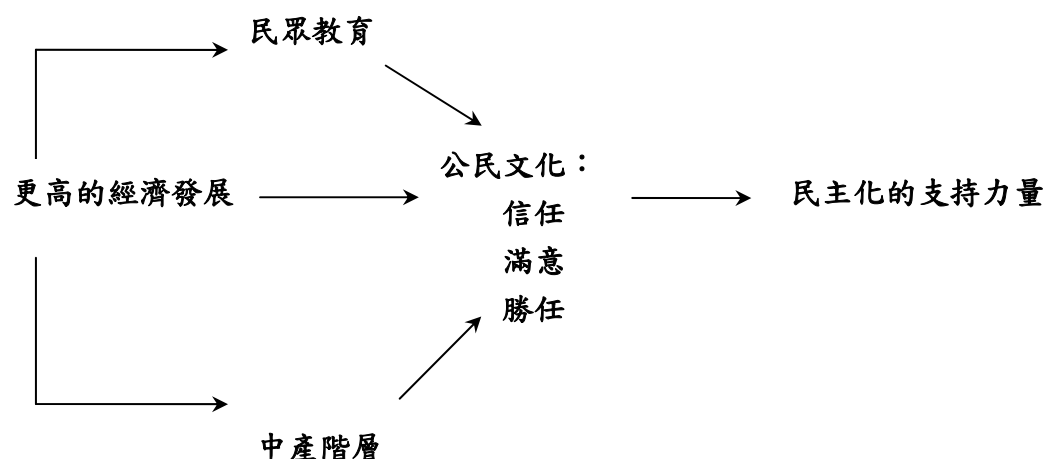 民眾教育
公民文化：
更高的經濟發展
信任
民主化的支持力量
滿意
勝任
中產階層